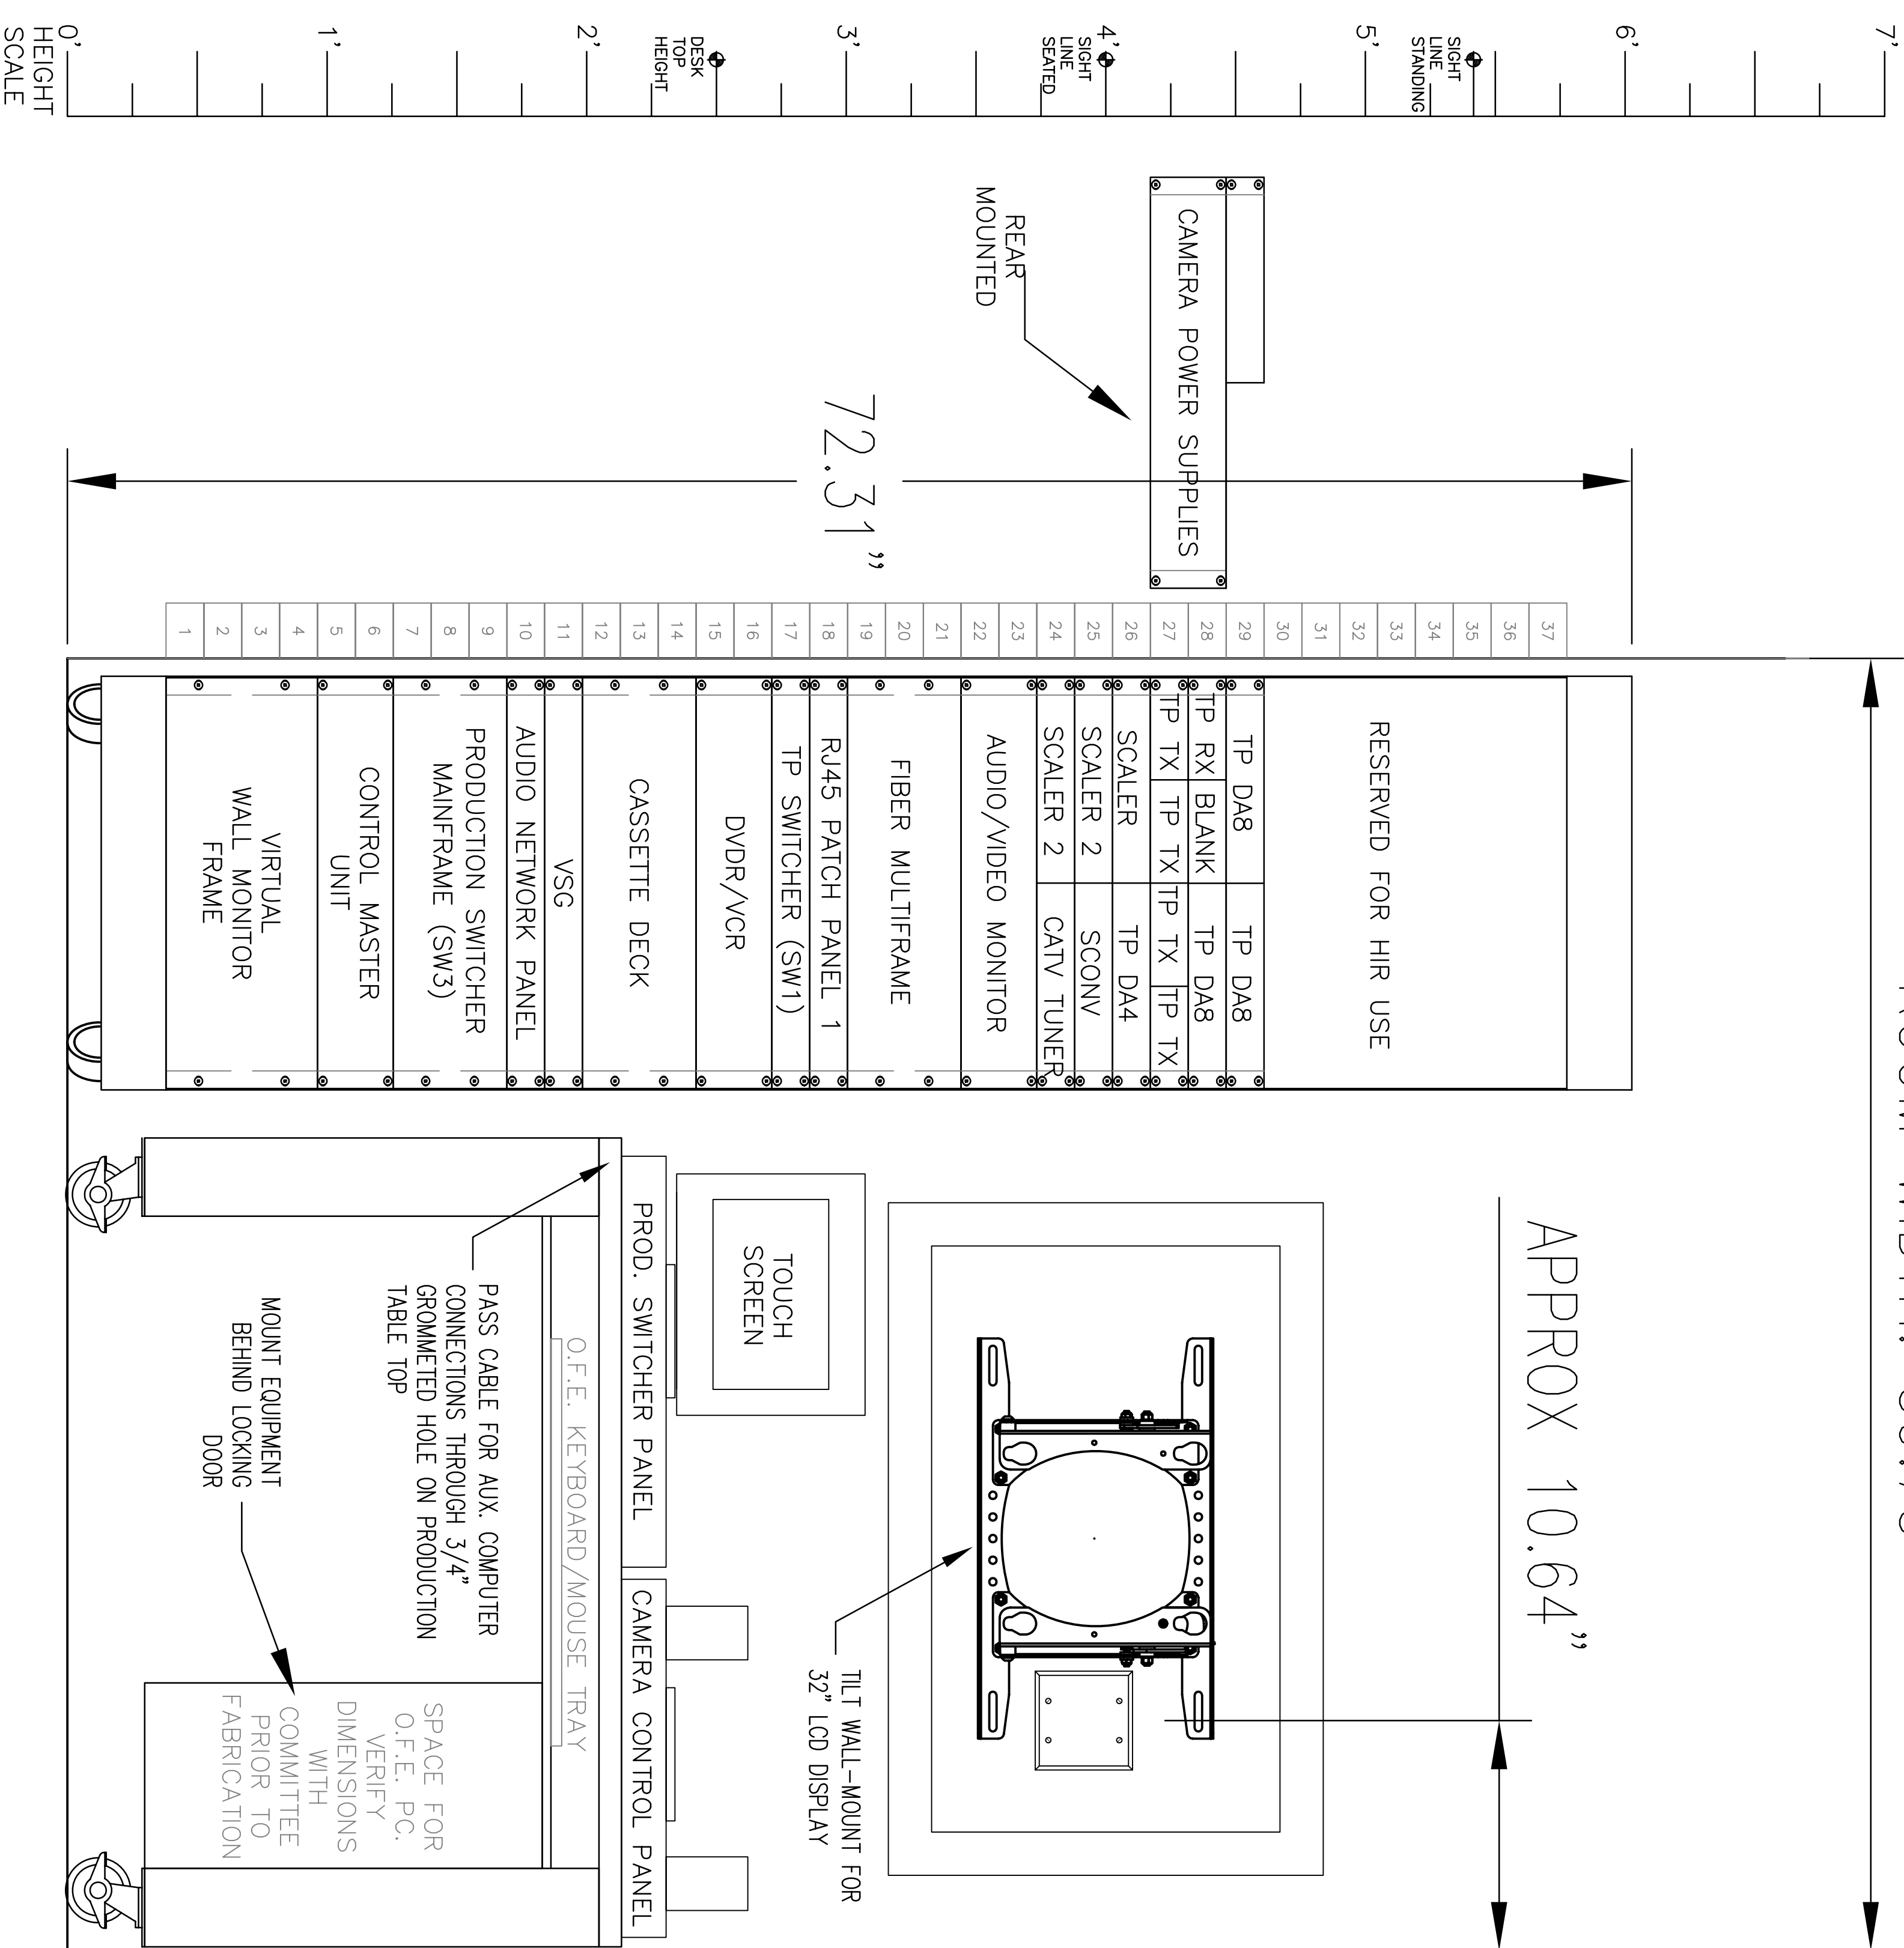 7'
6'
5'
4'
3'
2'
1'
0'
SIGHT
LINE
STANDING
SIGHT
LINE
SEATED
DESK
TOP
HEIGHT
HEIGHT
SCALE
CAMERA POWER SUPPLIES
REAR
MOUNTED
72.31"
37
36
35
34
33
32
31
30
29
28
27
26
25
24
23
22
21
20
19
18
17
16
15
14
13
12
11
10
9
8
7
6
5
4
3
2
1
RESERVED FOR HIR USE
TP DA8 TP DA8
TP RX BLANK TP DA8
TP TX TP TX TP TX TP TX
SCALER TP DA4
SCALER 2 SCONV
SCALER 2 CATV TUNER
AUDIO/VIDEO MONITOR
FIBER MULTIFRAME
RJ45 PATCH PANEL 1
TP SWITCHER (SW1)
DVDR/VCR
CASSETTE DECK
VSG
AUDIO NETWORK PANEL
PRODUCTION SWITCHER
MAINFRAME (SW3)
CONTROL MASTER
UNIT
VIRTUAL
WALL MONITOR
FRAME
APPROX 10.64"
TILT WALL-MOUNT FOR
32" LCD DISPLAY
TOUCH
SCREEN
PROD. SWITCHER PANEL
CAMERA CONTROL PANEL
O.F.E. KEYBOARD/MOUSE TRAY
PASS CABLE FOR AUX. COMPUTER
CONNECTIONS THROUGH 3/4"
GROMMETED HOLE ON PRODUCTION
TABLE TOP
MOUNT EQUIPMENT
BEHIND LOCKING
DOOR
SPACE FOR
O.F.E. PC.
VERIFY
DIMENSIONS
WITH
COMMITTEE
PRIOR TO
FABRICATION